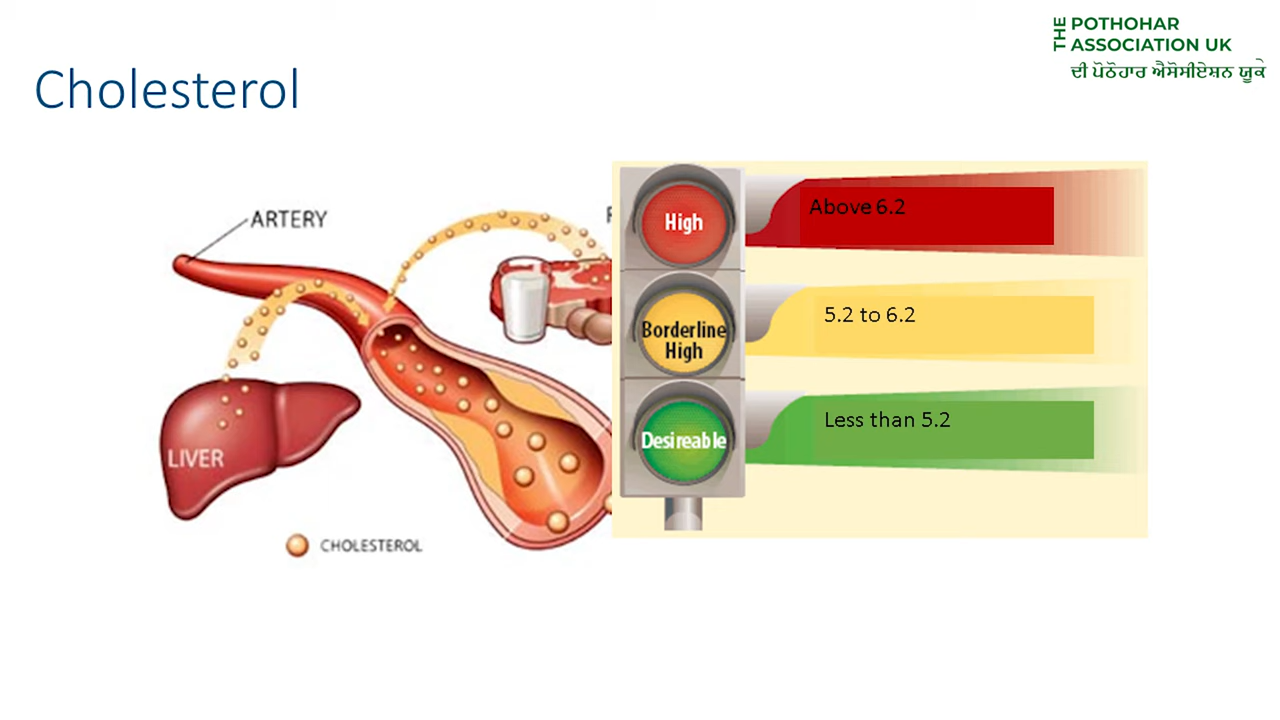 THE
POTHOHAR
ASSOCIATION UK
ਦੀ ਪੋਠੋਹਾਰ ਐਸੋਸੀਏਸ਼ਨ ਯੂਕੇ
Cholesterol
ARTERY
LIVER
CHOLESTEROL
High
Above 6.2
Borderline
High
5.2 to 6.2
Desireable
Less than 5.2